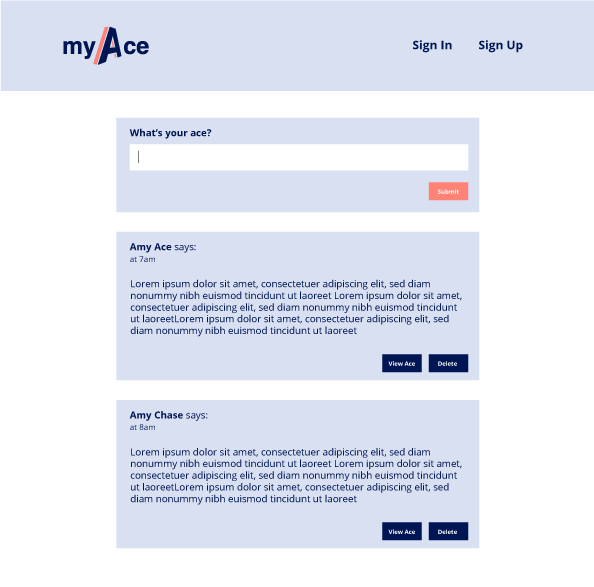 myAce
Sign In
Sign Up
What's your ace?
Submit
Amy Ace says:
at 7am
Lorem ipsum dolor sit amet, consectetuer adipiscing elit, sed diam
nonummy nibh euismod tincidunt ut laoreet Lorem ipsum dolor sit amet,
consectetuer adipiscing elit, sed diam nonummy nibh euismod tincidunt
ut laoreetLorem ipsum dolor sit amet, consectetuer adipiscing elit, sed
diam nonummy nibh euismod tincidunt ut laoreet
View Ace
Delete
Amy Chase says:
at 8am
Lorem ipsum dolor sit amet, consectetuer adipiscing elit, sed diam
nonummy nibh euismod tincidunt ut laoreet Lorem ipsum dolor sit amet,
consectetuer adipiscing elit, sed diam nonummy nibh euismod tincidunt
ut laoreetLorem ipsum dolor sit amet, consectetuer adipiscing elit, sed
diam nonummy nibh euismod tincidunt ut laoreet
View Ace
Delete